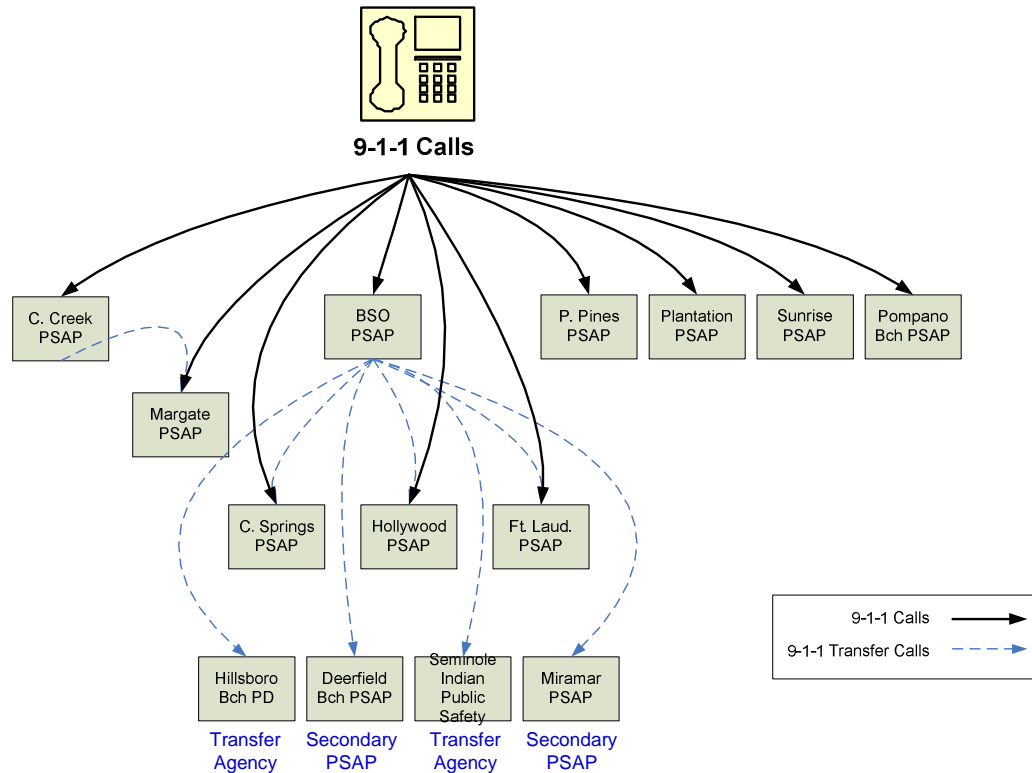 9-1-1 Calls
C. Creek
PSAP
BSO
PSAP
P. Pines
PSAP
Plantation
PSAP
Sunrise
PSAP
Pompano
Bch PSAP
Margate
PSAP
C. Springs
PSAP
Hollywood
PSAP
Ft. Laud.
PSAP
9-1-1 Calls
9-1-1 Transfer Calls
Hillsboro
Bch PD
Deerfield
Bch PSAP
Seminole
Indian
Public
Safety
Miramar
PSAP
Transfer
Agency
Secondary
PSAP
Transfer
Agency
Secondary
PSAP